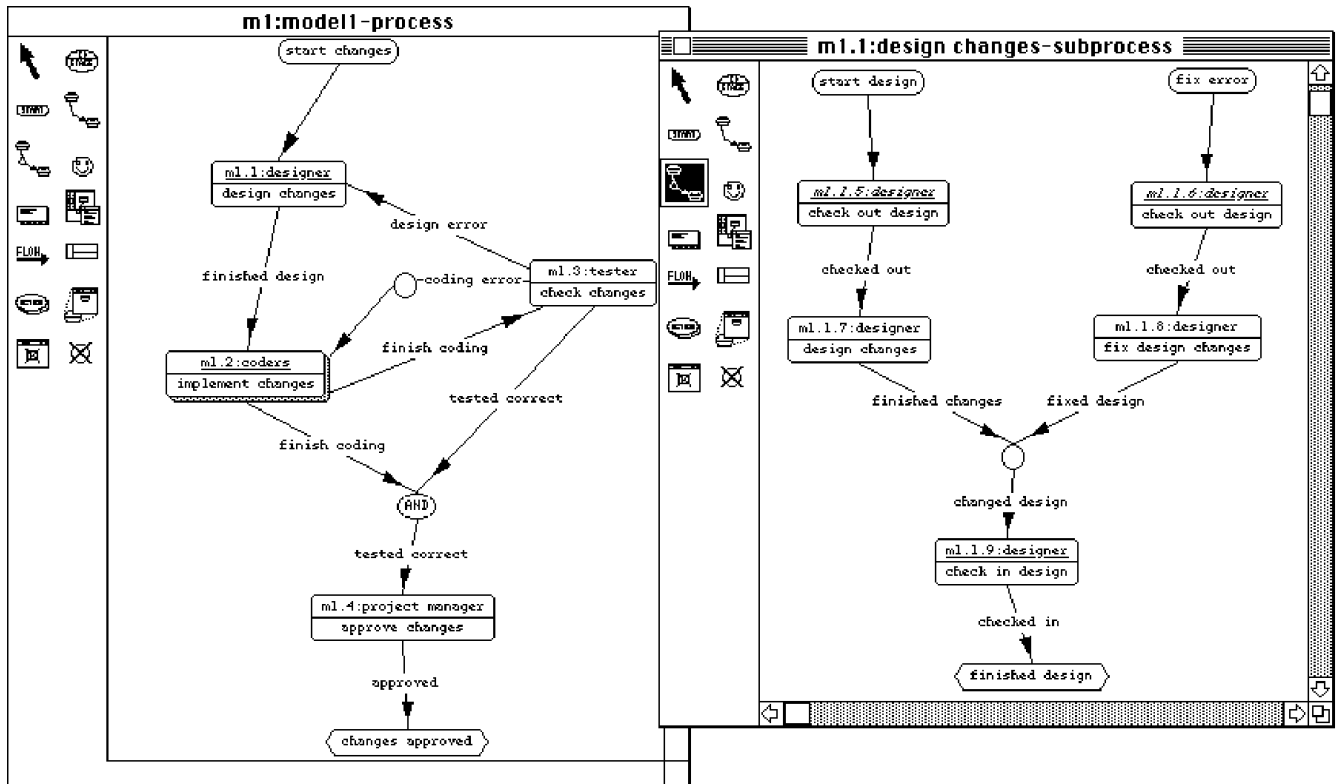 m1:model1-process
start changes
m1.1:designer
design changes
design error
finished design
coding error
m1.3:tester
check changes
finish coding
m1.2:coders
implement changes
tested correct
finish coding
AND
tested correct
m1.4:project manager
approve changes
approved
changes approved
START
FLOW
m1.1:design changes-subprocess
start design
fix error
m1.1.5:designer
check out design
m1.1.6:designer
check out design
checked out
checked out
m1.1.7:designer
design changes
m1.1.8:designer
fix design changes
finished changes
fixed design
changed design
m1.1.9:designer
check in design
checked in
finished design
START
FLOW